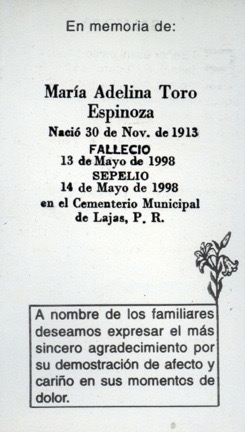 En memoria de:
María Adelina Toro
Espinoza
Nació 30 de Nov. de 1913
FALLECIO
13 de Mayo de 1998
SEPELIO
14 de Mayo de 1998
en el Cementerio Municipal
de Lajas, P. R.
A nombre de los familiares
deseamos expresar el más
sincero agradecimiento por
su demostración de afecto y
cariño en sus momentos de
dolor.